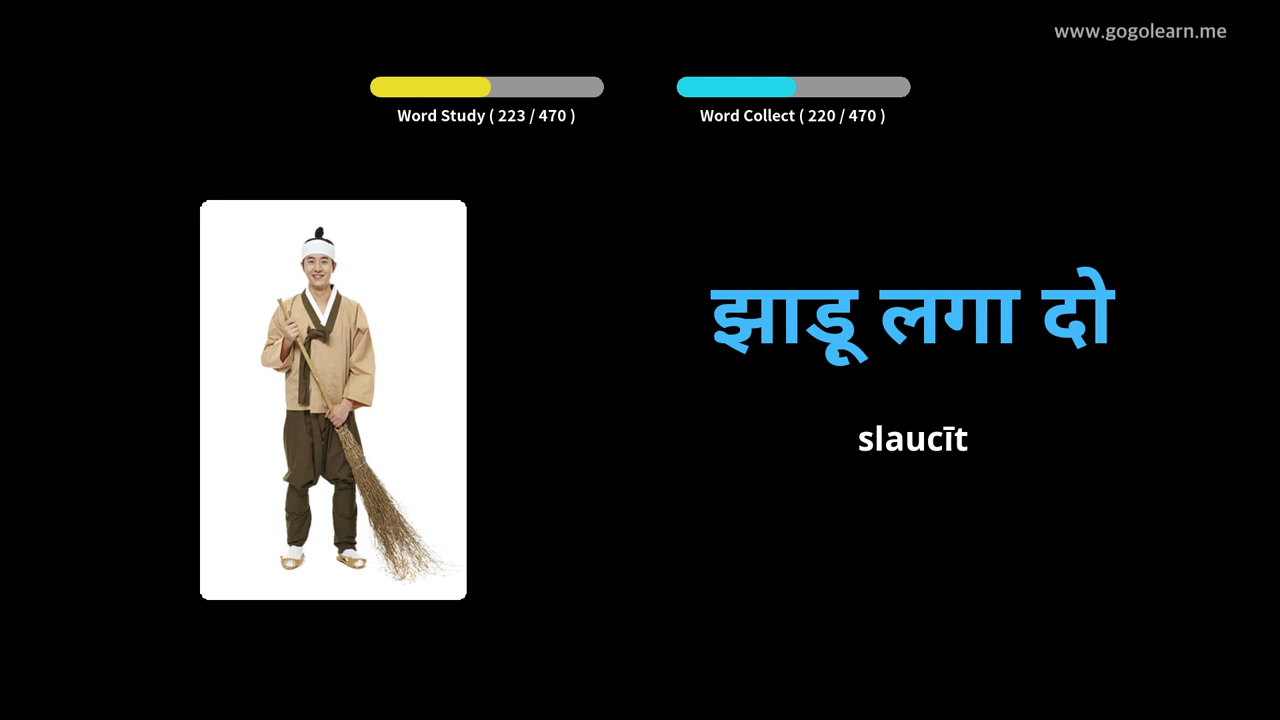 www.gogolearn.me
Word Study ( 223 / 470 )
Word Collect ( 220 / 470 )
झाडू लगा दो
slaucīt